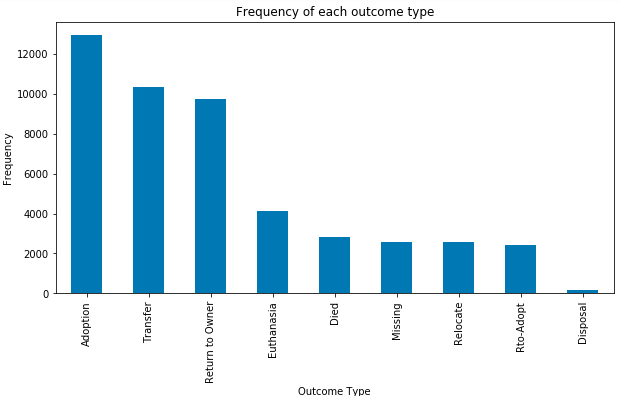 Frequency of each outcome type
Frequency
12000
10000
8000
6000
4000
2000
0
Adoption
Transfer
Return to Owner
Euthanasia
Died
Missing
Relocate
Rto-Adopt
Disposal
Outcome Type